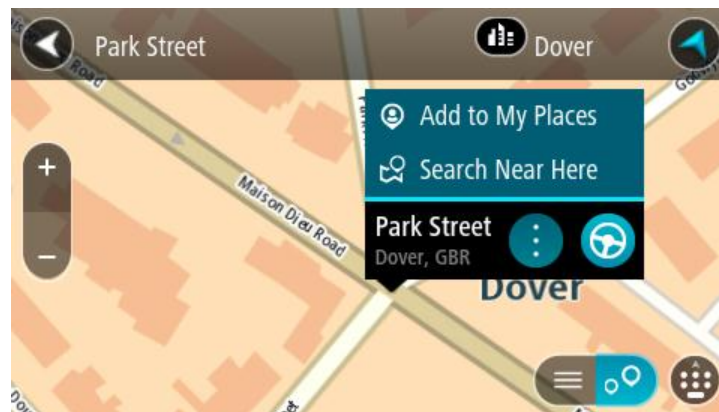 Park Street
Dover
Add to My Places
Search Near Here
Park Street
Dover, GBR
Maison Dieu Road
Dover
Road